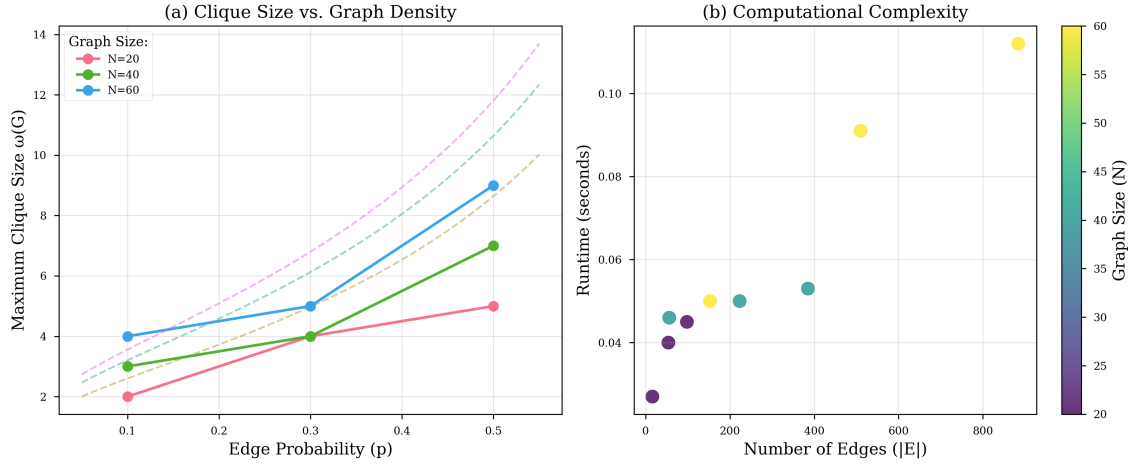 (a) Clique Size vs. Graph Density
Maximum Clique Size ω(G)
14
12
10
8
6
4
2
Graph Size:
N=20
N=40
N=60
0.1
0.2
0.3
0.4
0.5
Edge Probability (p)
(b) Computational Complexity
Runtime (seconds)
0.10
0.08
0.06
0.04
0
200
400
600
800
Number of Edges (|E|)
60
55
50
45
40
35
30
25
20
Graph Size (N)